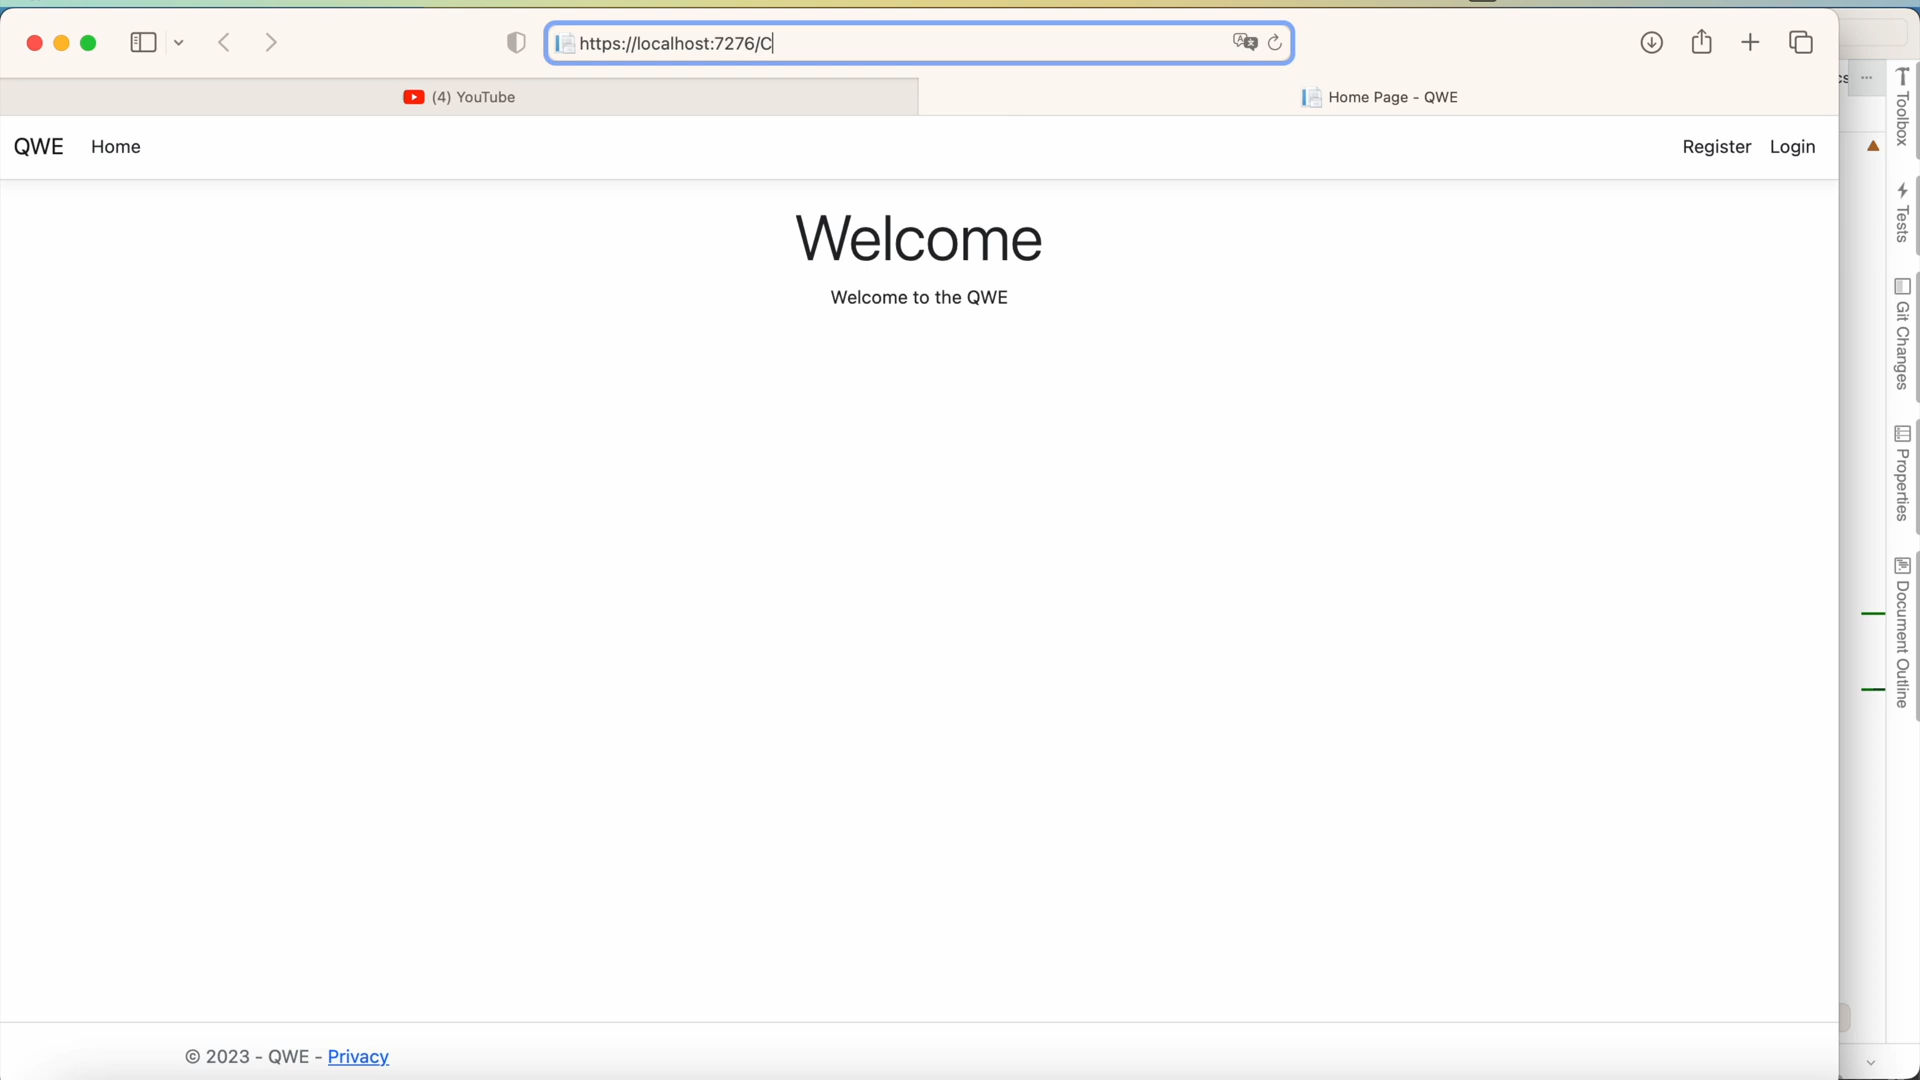 https://localhost:7276/C
(4) YouTube
Home Page - QWE
QWE Home Register Login
Welcome
Welcome to the QWE
© 2023 - QWE - Privacy
Toolbox
Tests
Git Changes
Properties
Document Outline